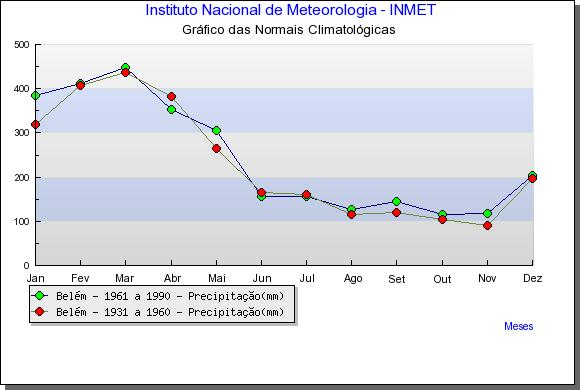 Instituto Nacional de Meteorologia - INMET
Gráfico das Normais Climatológicas
500
400
300
200
100
0
Jan Fev Mar Abr Mai Jun Jul Ago Set Out Nov Dez
Belém - 1961 a 1990 - Precipitação(mm)
Belém - 1931 a 1960 - Precipitação(mm)
Meses